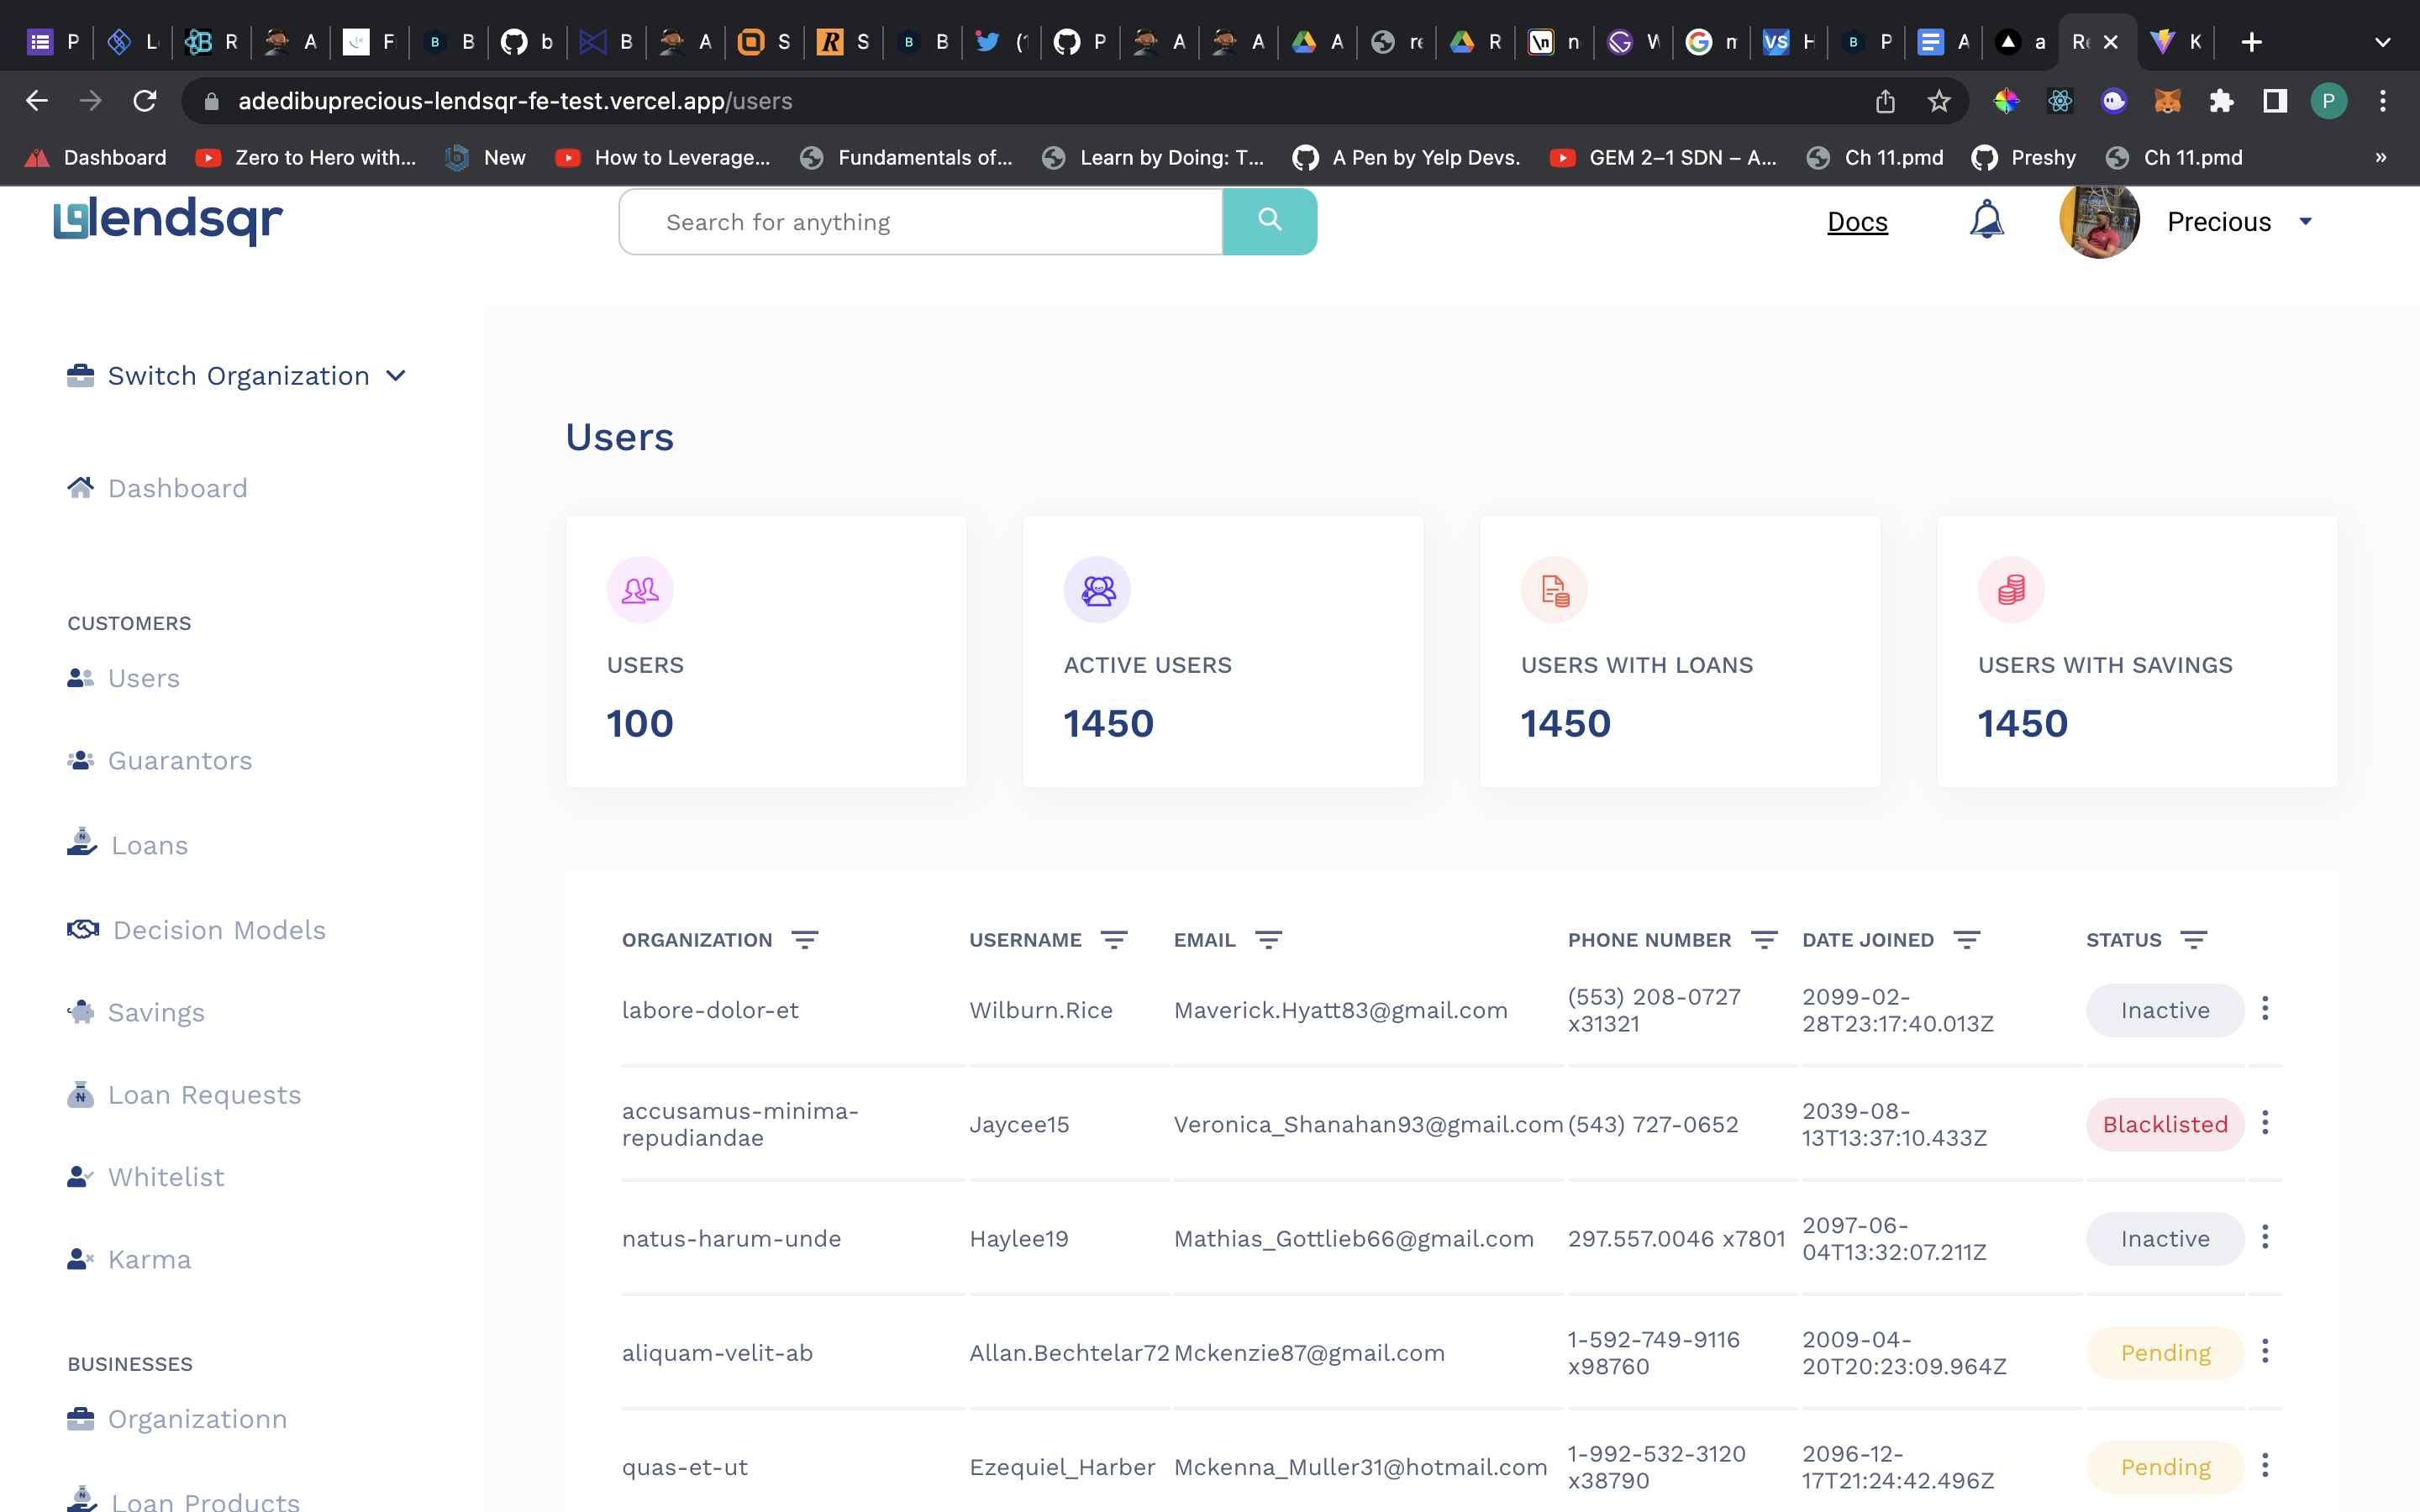 P L R A F B b B A S S B (1 P A A A re R n W n H P A a Re K
adedibuprecious-lendsqr-fe-test.vercel.app/users
P
Dashboard Zero to Hero with... New How to Leverage... Fundamentals of... Learn by Doing: T... A Pen by Yelp Devs. GEM 2–1 SDN – A... Ch 11.pmd Preshy Ch 11.pmd »
lendsqr Search for anything Docs Precious
Switch Organization
Dashboard
CUSTOMERS
Users
Guarantors
Loans
Decision Models
Savings
Loan Requests
Whitelist
Karma
BUSINESSES
Organizationn
Loan Products
Users
USERS
100
ACTIVE USERS
1450
USERS WITH LOANS
1450
USERS WITH SAVINGS
1450
ORGANIZATION USERNAME EMAIL PHONE NUMBER DATE JOINED STATUS
labore-dolor-et Wilburn.Rice Maverick.Hyatt83@gmail.com (553) 208-0727 x31321 2099-02-28T23:17:40.013Z Inactive
accusamus-minima-repudiandae Jaycee15 Veronica_Shanahan93@gmail.com (543) 727-0652 2039-08-13T13:37:10.433Z Blacklisted
natus-harum-unde Haylee19 Mathias_Gottlieb66@gmail.com 297.557.0046 x7801 2097-06-04T13:32:07.211Z Inactive
aliquam-velit-ab Allan.Bechtelar72 Mckenzie87@gmail.com 1-592-749-9116 x98760 2009-04-20T20:23:09.964Z Pending
quas-et-ut Ezequiel_Harber Mckenna_Muller31@hotmail.com 1-992-532-3120 x38790 2096-12-17T21:24:42.496Z Pending